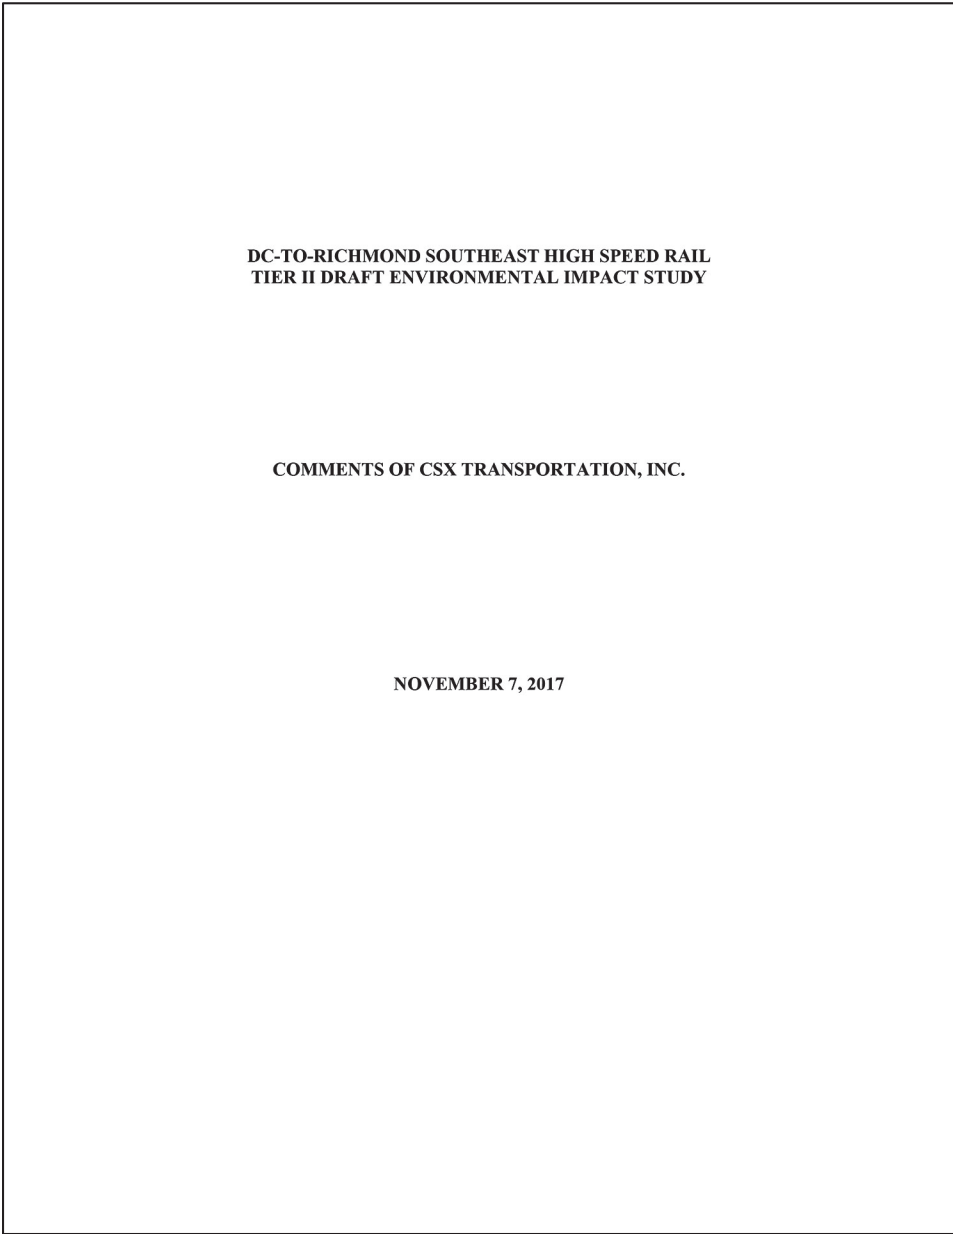 DC-TO-RICHMOND SOUTHEAST HIGH SPEED RAIL
TIER II DRAFT ENVIRONMENTAL IMPACT STUDY
COMMENTS OF CSX TRANSPORTATION, INC.
NOVEMBER 7, 2017